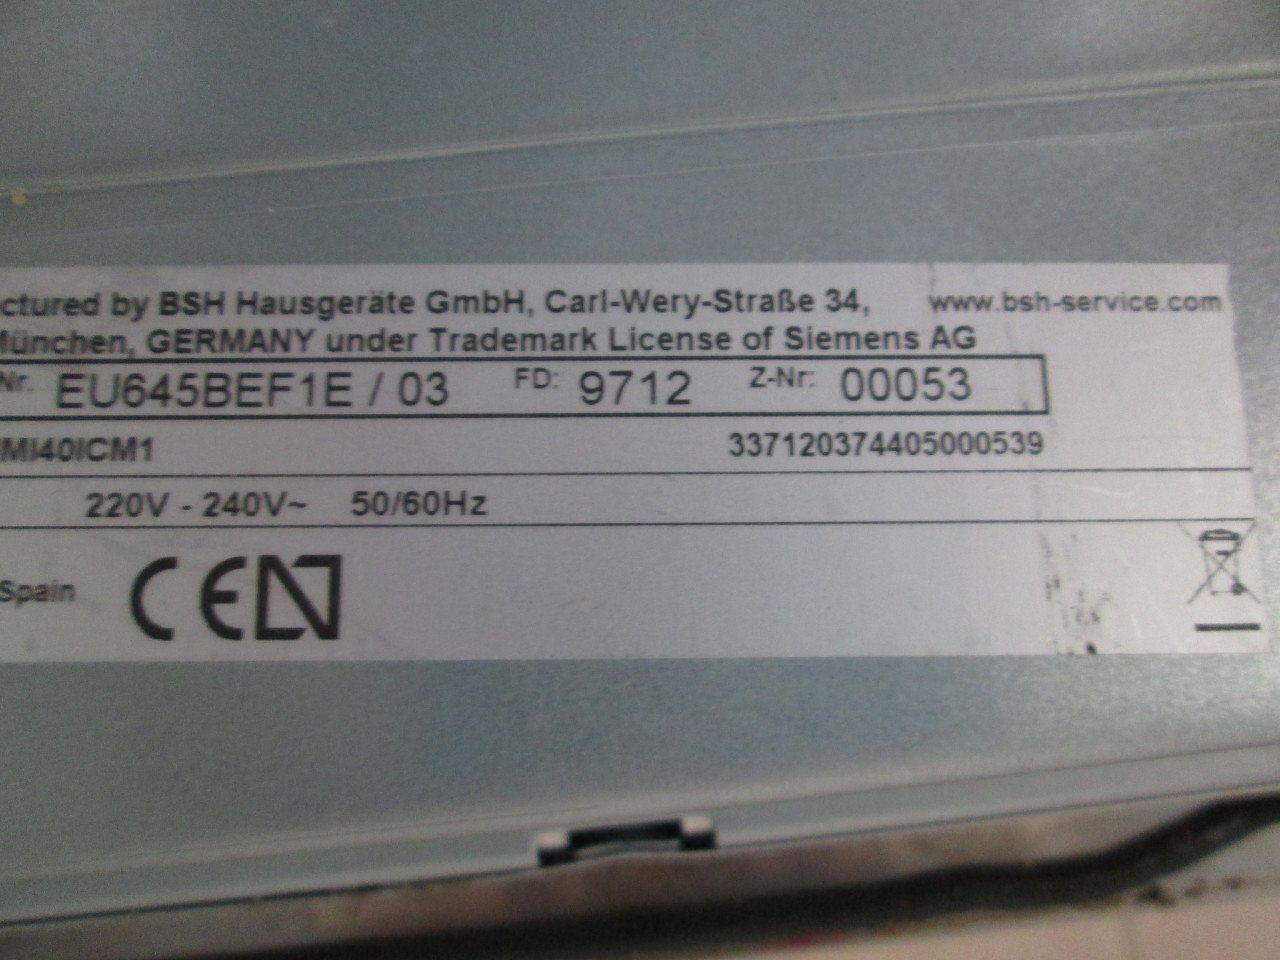 ctured by BSH Hausgeräte GmbH, Carl-Wery-Straße 34, www.bsh-service.com
München, GERMANY under Trademark License of Siemens AG
Nr. EU645BEF1E / 03 FD: 9712 Z-Nr: 00053
MI40ICM1 337120374405000539
220V - 240V~ 50/60Hz
Spain CE